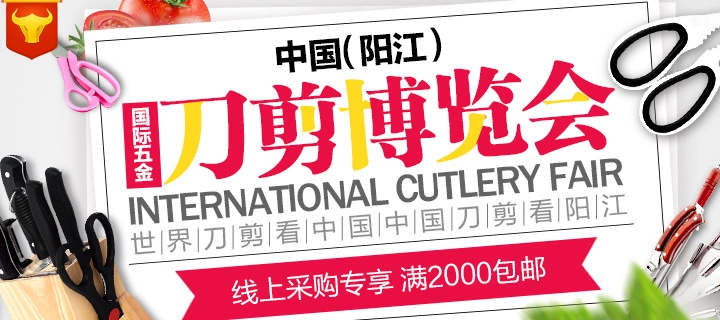 中国(阳江)
国际五金
刀剪博览会
INTERNATIONAL CUTLERY FAIR
世|界|刀|剪|看|中|国|中|国|刀|剪|看|阳|江
线上采购专享 满2000包邮